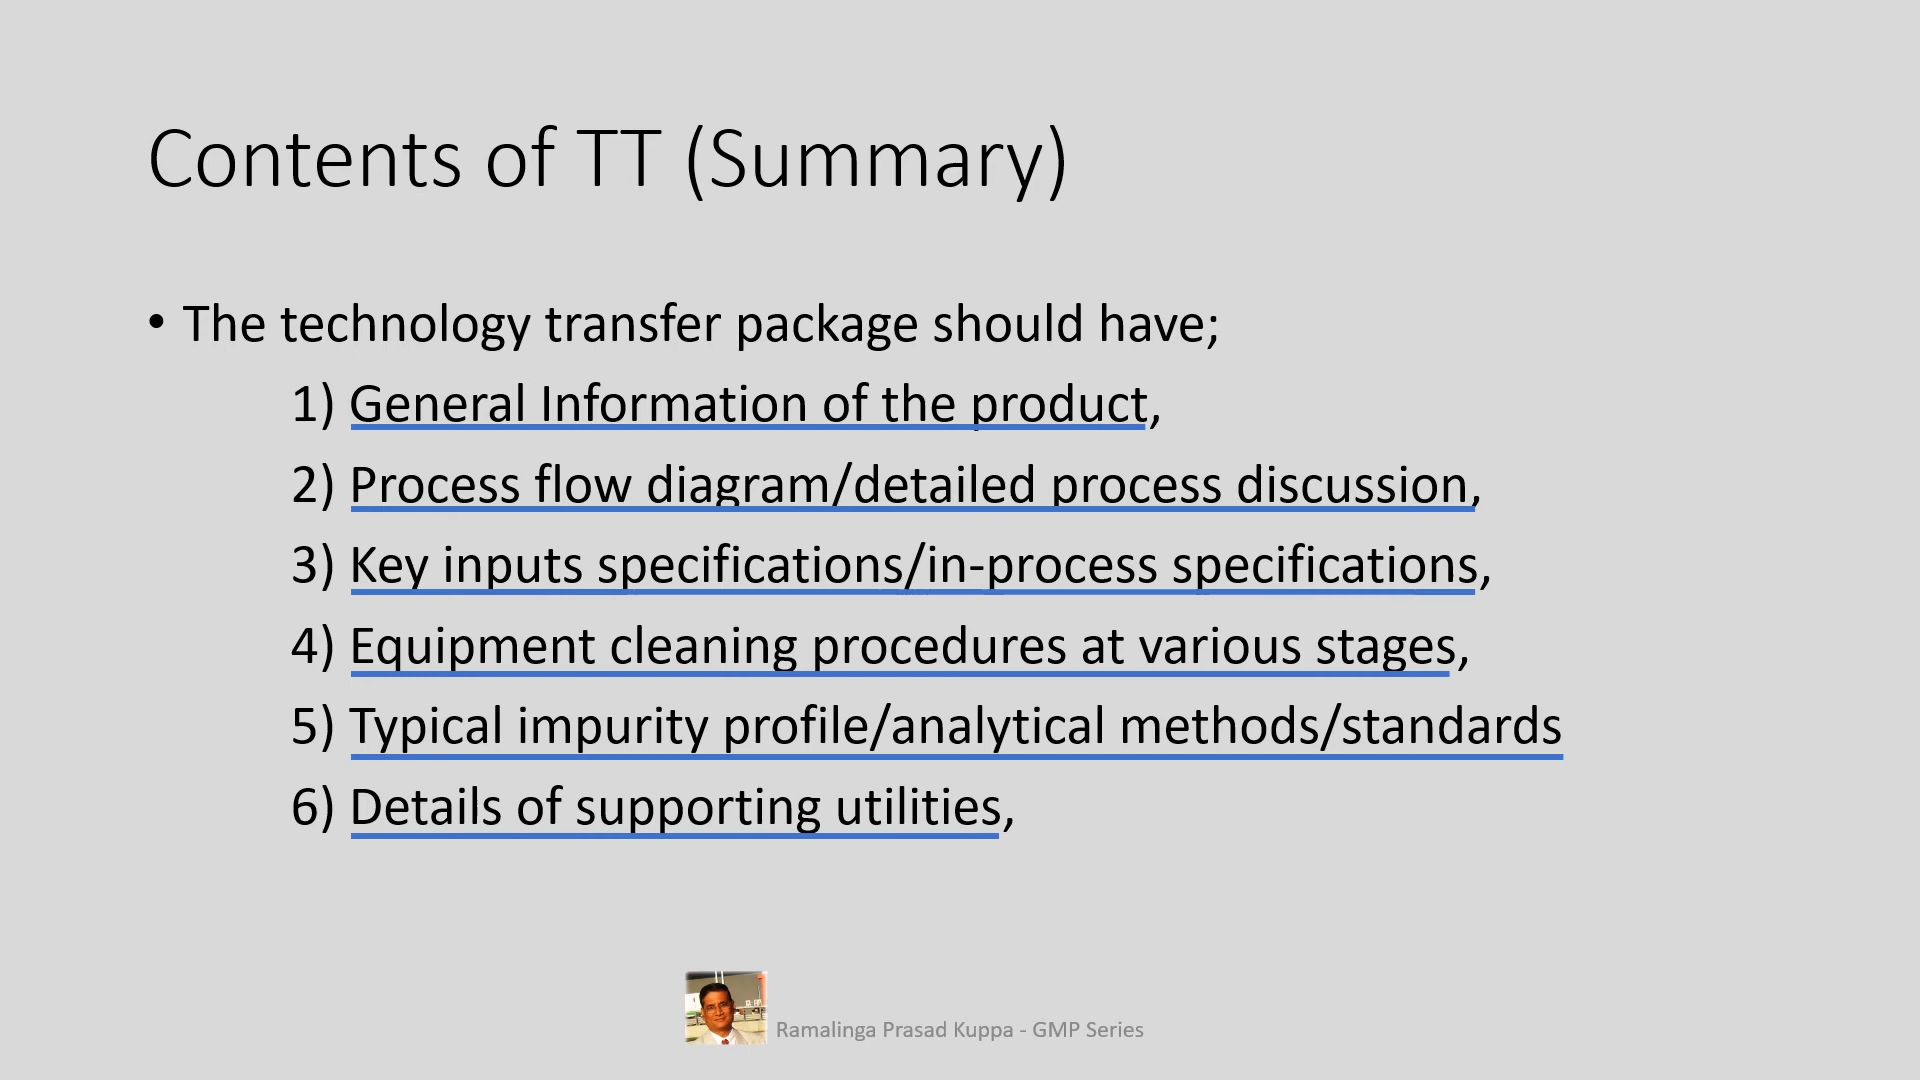 Contents of TT (Summary)
• The technology transfer package should have;
1) General Information of the product,
2) Process flow diagram/detailed process discussion,
3) Key inputs specifications/in-process specifications,
4) Equipment cleaning procedures at various stages,
5) Typical impurity profile/analytical methods/standards
6) Details of supporting utilities,
Ramalinga Prasad Kuppa - GMP Series